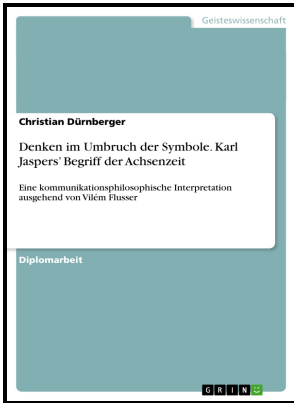 Geisteswissenschaft
Christian Dürnberger
Denken im Umbruch der Symbole. Karl
Jaspers' Begriff der Achsenzeit
Eine kommunikationsphilosophische Interpretation
ausgehend von Vilém Flusser
Diplomarbeit
GRIN